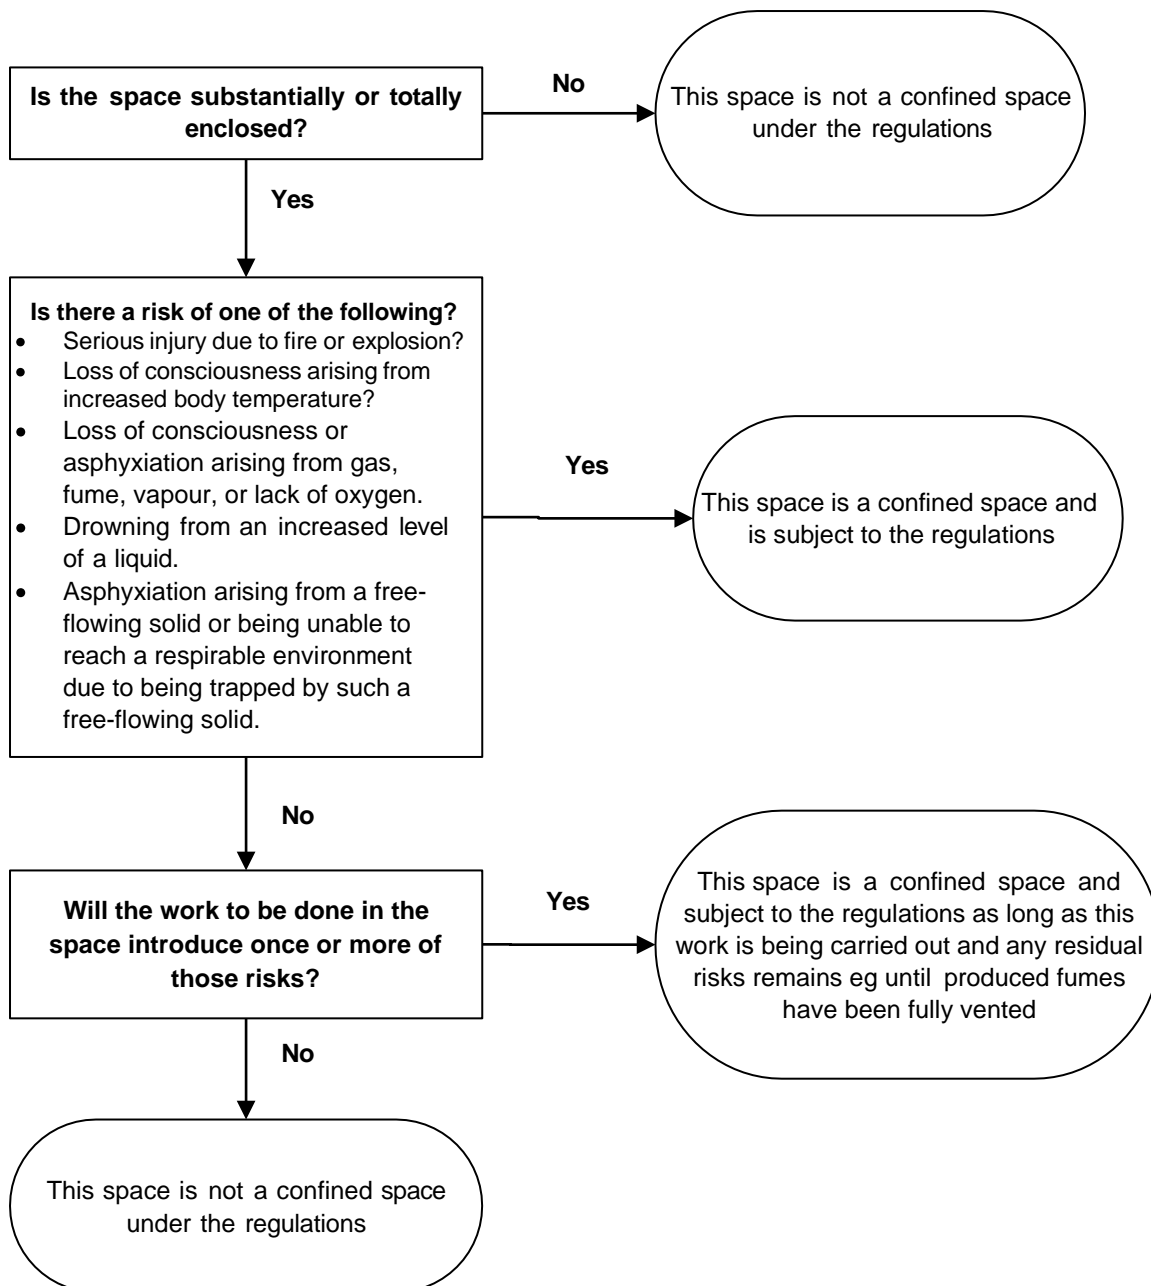 Is the space substantially or totally
enclosed?
No
This space is not a confined space
under the regulations
Yes
Is there a risk of one of the following?
• Serious injury due to fire or explosion?
• Loss of consciousness arising from
increased body temperature?
• Loss of consciousness or
asphyxiation arising from gas,
fume, vapour, or lack of oxygen.
• Drowning from an increased level
of a liquid.
• Asphyxiation arising from a free-
flowing solid or being unable to
reach a respirable environment
due to being trapped by such a
free-flowing solid.
Yes
This space is a confined space and
is subject to the regulations
No
Will the work to be done in the
space introduce once or more of
those risks?
Yes
This space is a confined space and
subject to the regulations as long as this
work is being carried out and any residual
risks remains eg until produced fumes
have been fully vented
No
This space is not a confined space
under the regulations